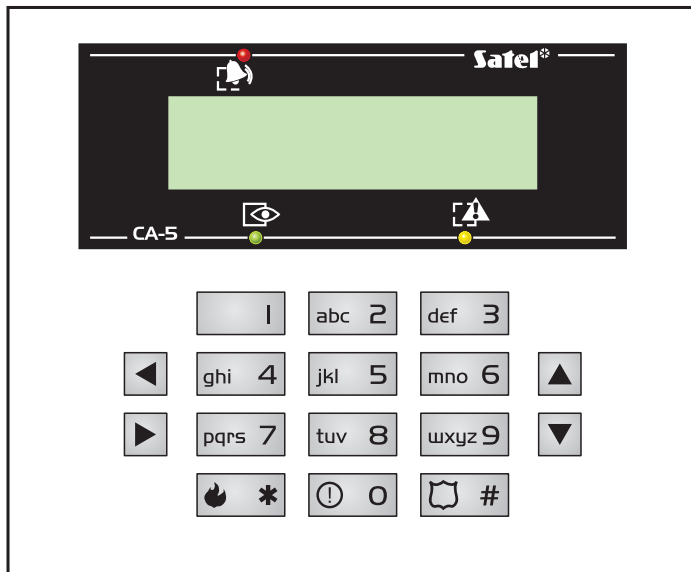 Satel*
CA-5
1 abc 2 def 3
ghi 4 jkl 5 mno 6
pqrs 7 tuv 8 wxyz 9
* 0 #